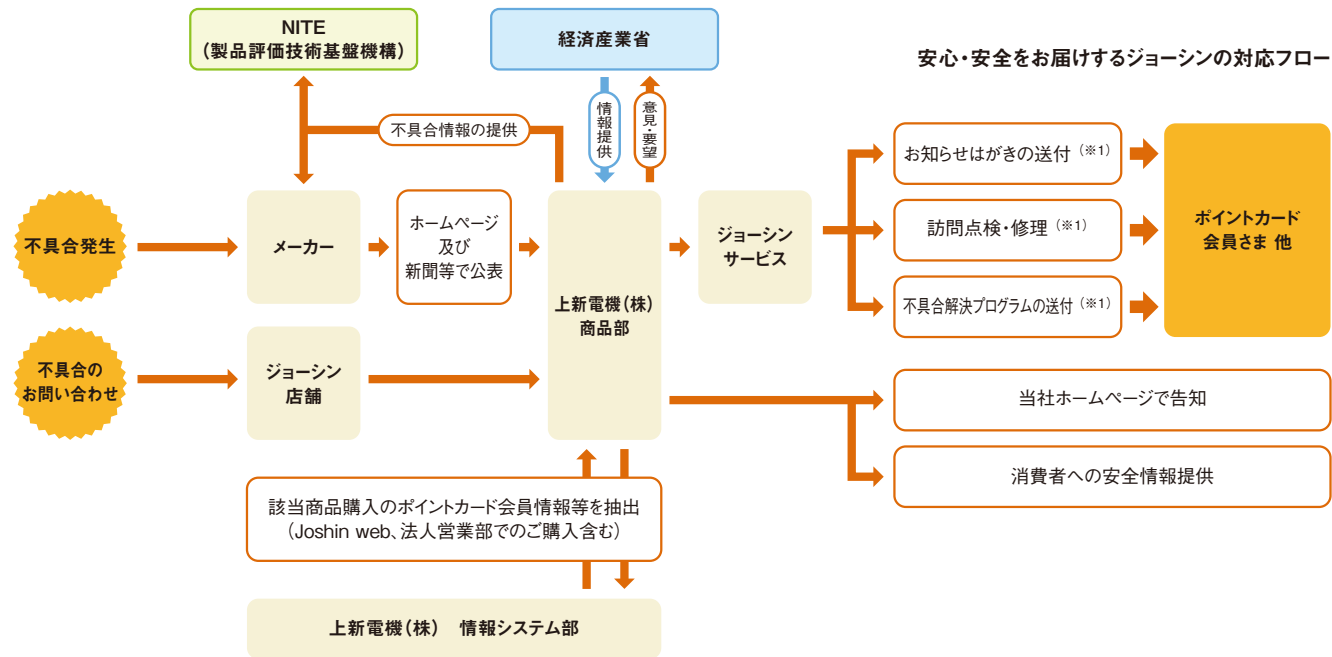 NITE
（製品評価技術基盤機構）
経済産業省
安心・安全をお届けするジョーシンの対応フロー
不具合情報の提供
情報提供
意見・要望
お知らせはがきの送付（※1）
不具合発生
メーカー
ホームページ
及び
新聞等で公表
上新電機（株）
商品部
ジョーシン
サービス
訪問点検・修理（※1）
ポイントカード
会員さま 他
不具合解決プログラムの送付（※1）
不具合の
お問い合わせ
ジョーシン
店舗
当社ホームページで告知
消費者への安全情報提供
該当商品購入のポイントカード会員情報等を抽出
（Joshin web、法人営業部でのご購入含む）
上新電機（株）　情報システム部